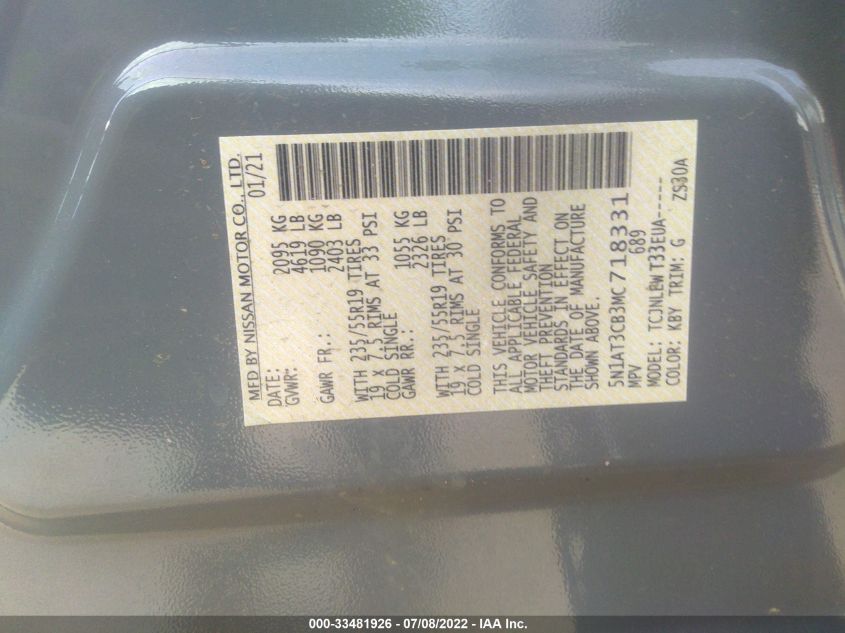 MFD BY NISSAN MOTOR CO., LTD.
DATE: 01/21
GVWR: 2095 KG
4619 LB
GAWR FR.: 1090 KG
2403 LB
WITH 235/55R19 TIRES
19 X 7.5 RIMS AT 33 PSI
COLD SINGLE
GAWR RR.: 1055 KG
2326 LB
WITH 235/55R19 TIRES
19 X 7.5 RIMS AT 30 PSI
COLD SINGLE
THIS VEHICLE CONFORMS TO
ALL APPLICABLE FEDERAL
MOTOR VEHICLE SAFETY AND
THEFT PREVENTION
STANDARDS IN EFFECT ON
THE DATE OF MANUFACTURE
SHOWN ABOVE.
5N1AT3CB3MC718331
MPV 689
MODEL: TCJNLBW T33EUA-----
COLOR: KBY TRIM: G ZS30A
000-33481926 - 07/08/2022 - IAA Inc.